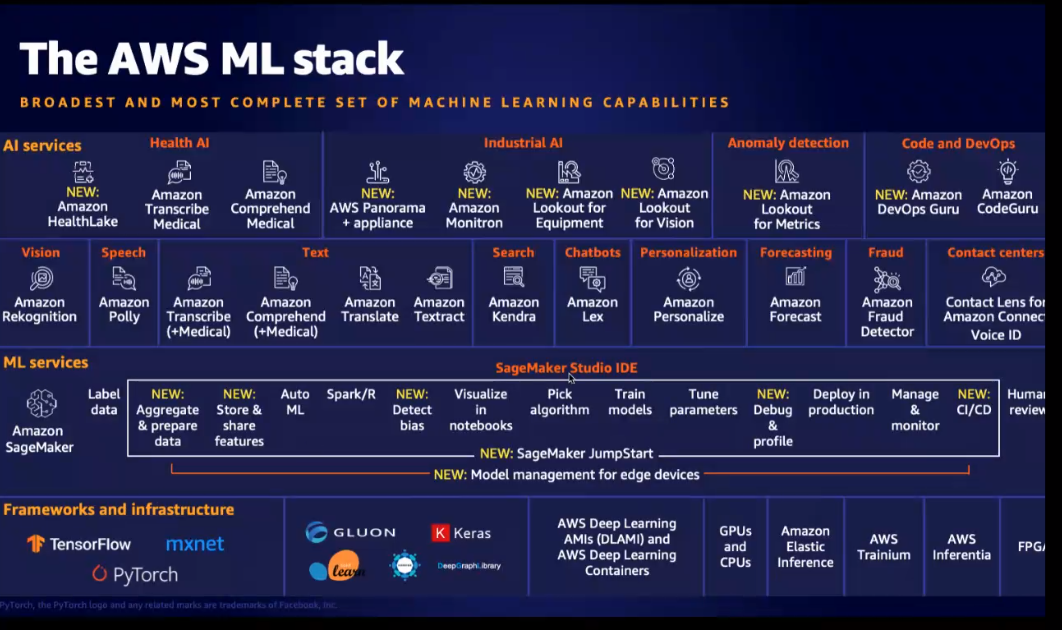 The AWS ML stack
BROADEST AND MOST COMPLETE SET OF MACHINE LEARNING CAPABILITIES
AI services
Health AI
NEW:
Amazon
HealthLake
Amazon
Transcribe
Medical
Amazon
Comprehend
Medical
Industrial AI
NEW:
AWS Panorama
+ appliance
NEW:
Amazon
Monitron
NEW: Amazon
Lookout for
Equipment
NEW: Amazon
Lookout
for Vision
Anomaly detection
NEW: Amazon
Lookout
for Metrics
Code and DevOps
NEW: Amazon
DevOps Guru
Amazon
CodeGuru
Vision
Amazon
Rekognition
Speech
Amazon
Polly
Text
Amazon
Transcribe
(+Medical)
Amazon
Comprehend
(+Medical)
Amazon
Translate
Amazon
Textract
Search
Amazon
Kendra
Chatbots
Amazon
Lex
Personalization
Amazon
Personalize
Forecasting
Amazon
Forecast
Fraud
Amazon
Fraud
Detector
Contact centers
Contact Lens for
Amazon Connec
Voice ID
ML services
SageMaker Studio IDE
Amazon
SageMaker
Label
data
NEW:
Aggregate
& prepare
data
NEW:
Store &
share
features
Auto
ML
Spark/R
NEW:
Detect
bias
Visualize
in
notebooks
Pick
algorithm
Train
models
Tune
parameters
NEW:
Debug
&
profile
Deploy in
production
Manage
&
monitor
NEW:
CI/CD
Human
review
NEW: SageMaker JumpStart
NEW: Model management for edge devices
Frameworks and infrastructure
TensorFlow
mxnet
PyTorch
GLUON
K Keras
learn
DeepGraphLibrary
AWS Deep Learning
AMIs (DLAMI) and
AWS Deep Learning
Containers
GPUs
and
CPUs
Amazon
Elastic
Inference
AWS
Trainium
AWS
Inferentia
FPGA
PyTorch, the PyTorch logo and any related marks are trademarks of Facebook, Inc.